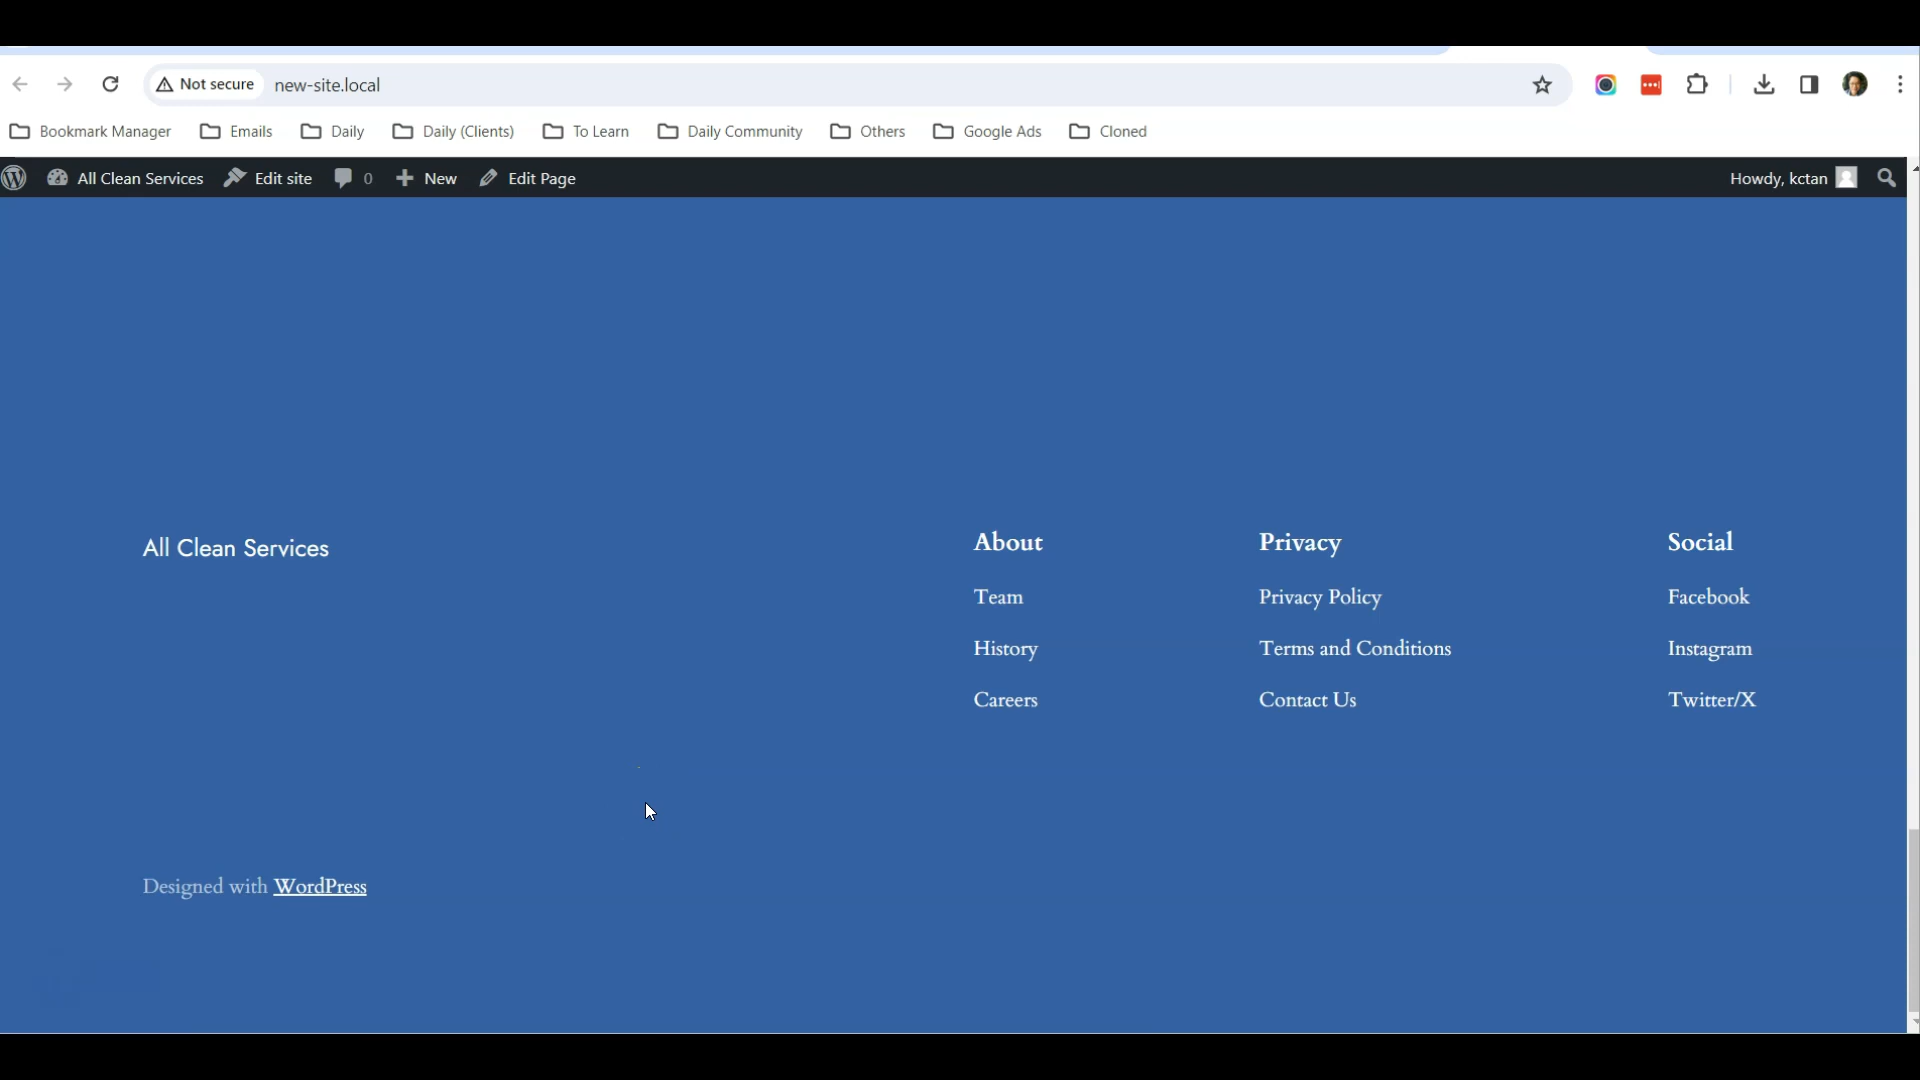 Not secure new-site.local
Bookmark Manager Emails Daily Daily (Clients) To Learn Daily Community Others Google Ads Cloned
All Clean Services Edit site 0 New Edit Page Howdy, kctan
All Clean Services
About
Team
History
Careers
Privacy
Privacy Policy
Terms and Conditions
Contact Us
Social
Facebook
Instagram
Twitter/X
Designed with WordPress